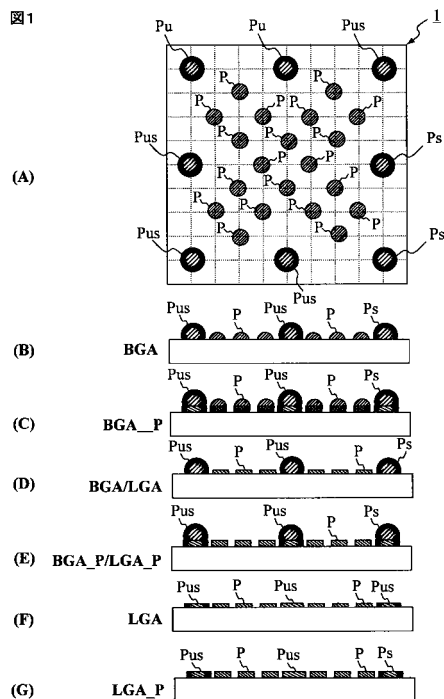 図1
1
Pu Pu Pus
P P
P P P P
P P P
Pus P P Ps
(A)
P P P
P P P P
P P
Pus Ps
Pus
Pus P Pus P Ps
(B) BGA
Pus P Pus P Ps
(C) BGA__P
Pus P Pus P Ps
(D) BGA/LGA
Pus P Pus P Ps
(E) BGA_P/LGA_P
Pus P Pus P Pus
(F) LGA
Pus P Pus P Ps
(G) LGA_P